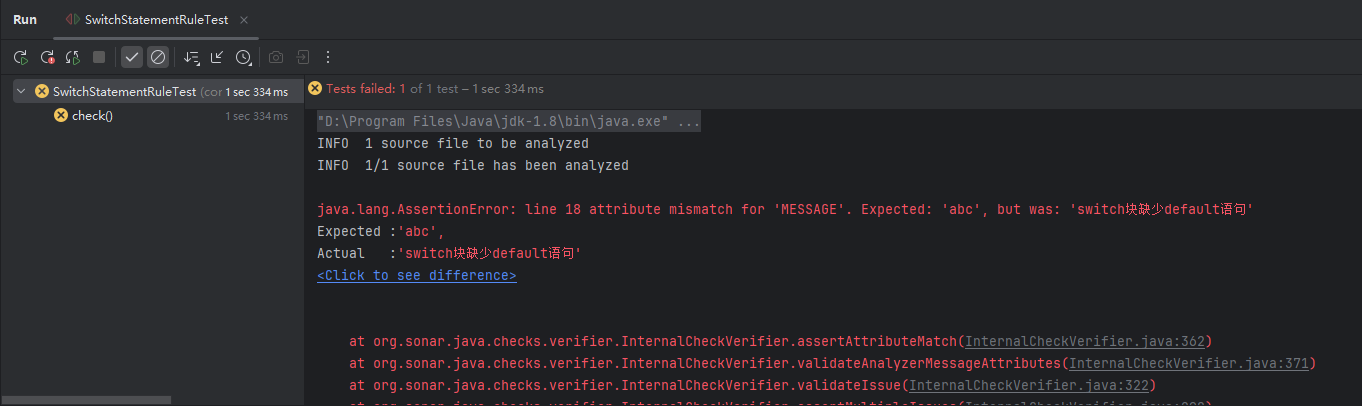 Run SwitchStatementRuleTest
SwitchStatementRuleTest (cor 1 sec 334 ms
check() 1 sec 334 ms
Tests failed: 1 of 1 test – 1 sec 334 ms
"D:\Program Files\Java\jdk-1.8\bin\java.exe" ...
INFO  1 source file to be analyzed
INFO  1/1 source file has been analyzed
java.lang.AssertionError: line 18 attribute mismatch for 'MESSAGE'. Expected: 'abc', but was: 'switch块缺少default语句'
Expected :'abc',
Actual   :'switch块缺少default语句'
<Click to see difference>
at org.sonar.java.checks.verifier.InternalCheckVerifier.assertAttributeMatch(InternalCheckVerifier.java:362)
at org.sonar.java.checks.verifier.InternalCheckVerifier.validateAnalyzerMessageAttributes(InternalCheckVerifier.java:371)
at org.sonar.java.checks.verifier.InternalCheckVerifier.validateIssue(InternalCheckVerifier.java:322)